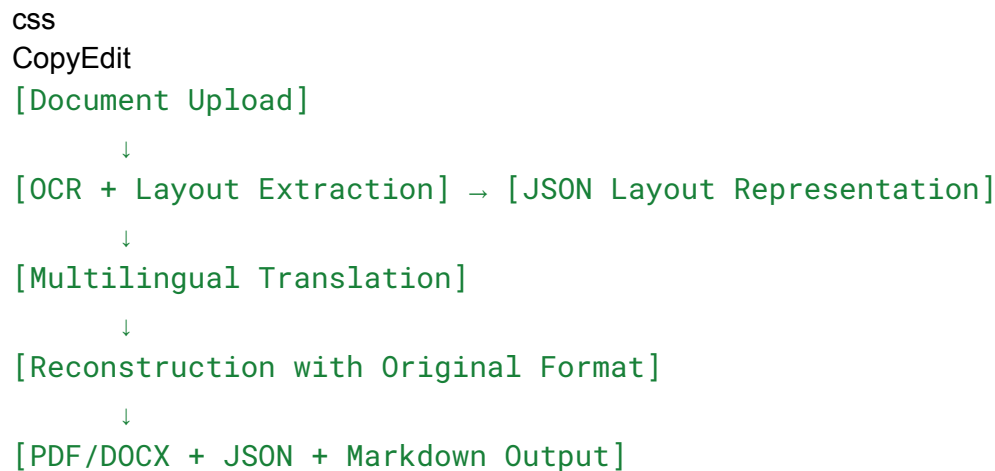 css
CopyEdit
[Document Upload]
↓
[OCR + Layout Extraction] → [JSON Layout Representation]
↓
[Multilingual Translation]
↓
[Reconstruction with Original Format]
↓
[PDF/DOCX + JSON + Markdown Output]